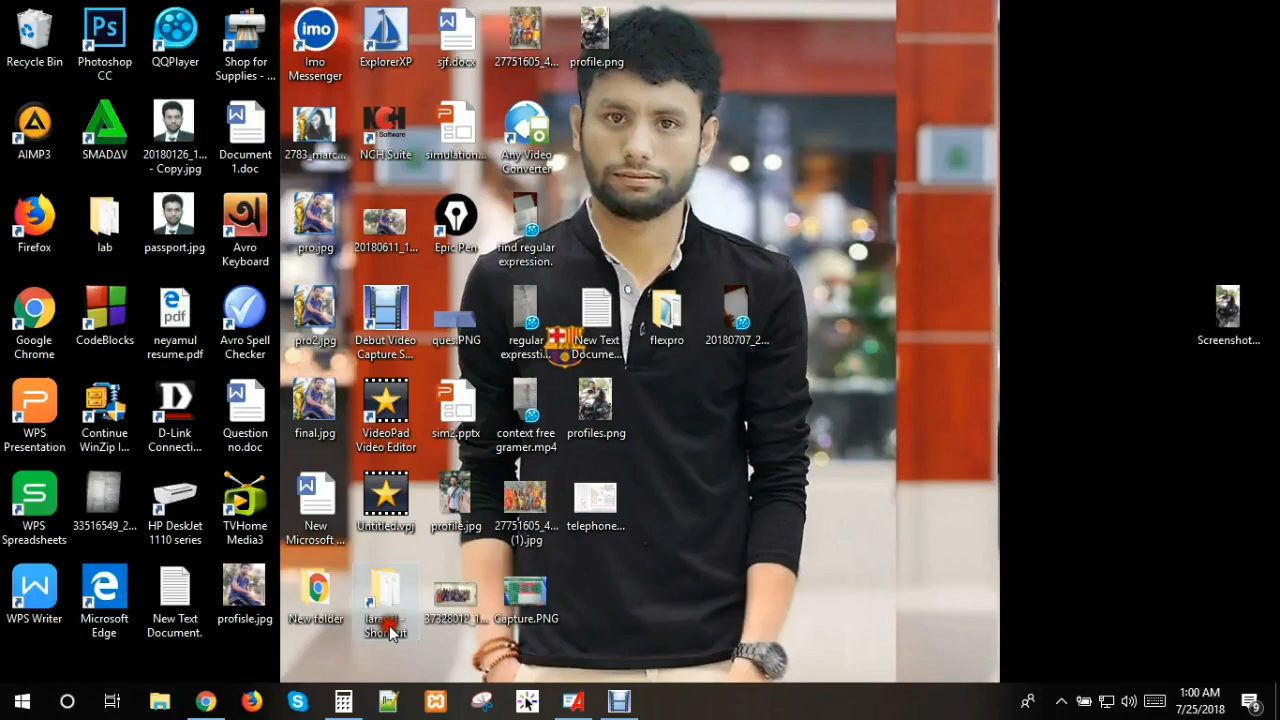 Recycle Bin
Photoshop
CC
QQPlayer
Shop for
Supplies - ...
Imo
Messenger
ExplorerXP
sjf.docx
27751605_4...
profile.png
AIMP3
SMADΔV
20180126_1...
- Copy.jpg
Document
1.doc
2783_marc...
NCH Suite
simulation...
Any Video
Converter
Firefox
lab
passport.jpg
Avro
Keyboard
pro.jpg
20180611_1...
Epic Pen
find regular
expression.
Google
Chrome
CodeBlocks
neyamul
resume.pdf
Avro Spell
Checker
pro2.jpg
Debut Video
Capture S...
ques.PNG
regular
expressti...
New Text
Docume...
flexpro
20180707_2...
Screenshot...
WPS
Presentation
Continue
WinZip I...
D-Link
Connecti...
Question
no.doc
final.jpg
VideoPad
Video Editor
sim2.pptx
context free
gramer.mp4
profiles.png
WPS
Spreadsheets
33516549_2...
HP DeskJet
1110 series
TVHome
Media3
New
Microsoft ...
Untitled.vpj
profile.jpg
27751605_4...
(1).jpg
telephone...
WPS Writer
Microsoft
Edge
New Text
Document.
profisle.jpg
New folder
37328012_1...
Capture.PNG
1:00 AM
7/25/2018